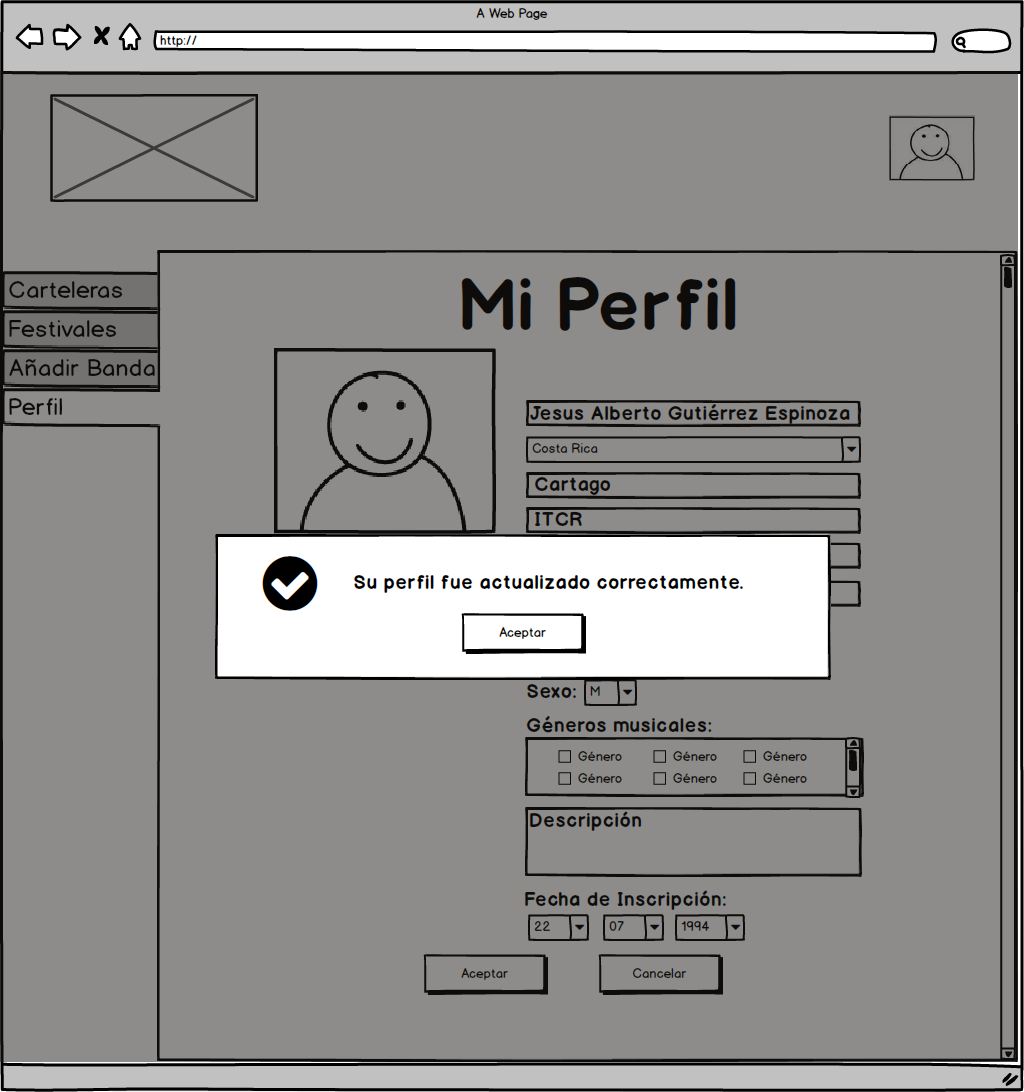 A Web Page
http://
Carteleras
Festivales
Añadir Banda
Perfil
Mi Perfil
Jesus Alberto Gutiérrez Espinoza
Costa Rica
Cartago
ITCR
Su perfil fue actualizado correctamente.
Aceptar
Sexo: M
Géneros musicales:
Género Género Género
Género Género Género
Descripción
Fecha de Inscripción:
22 07 1994
Aceptar Cancelar